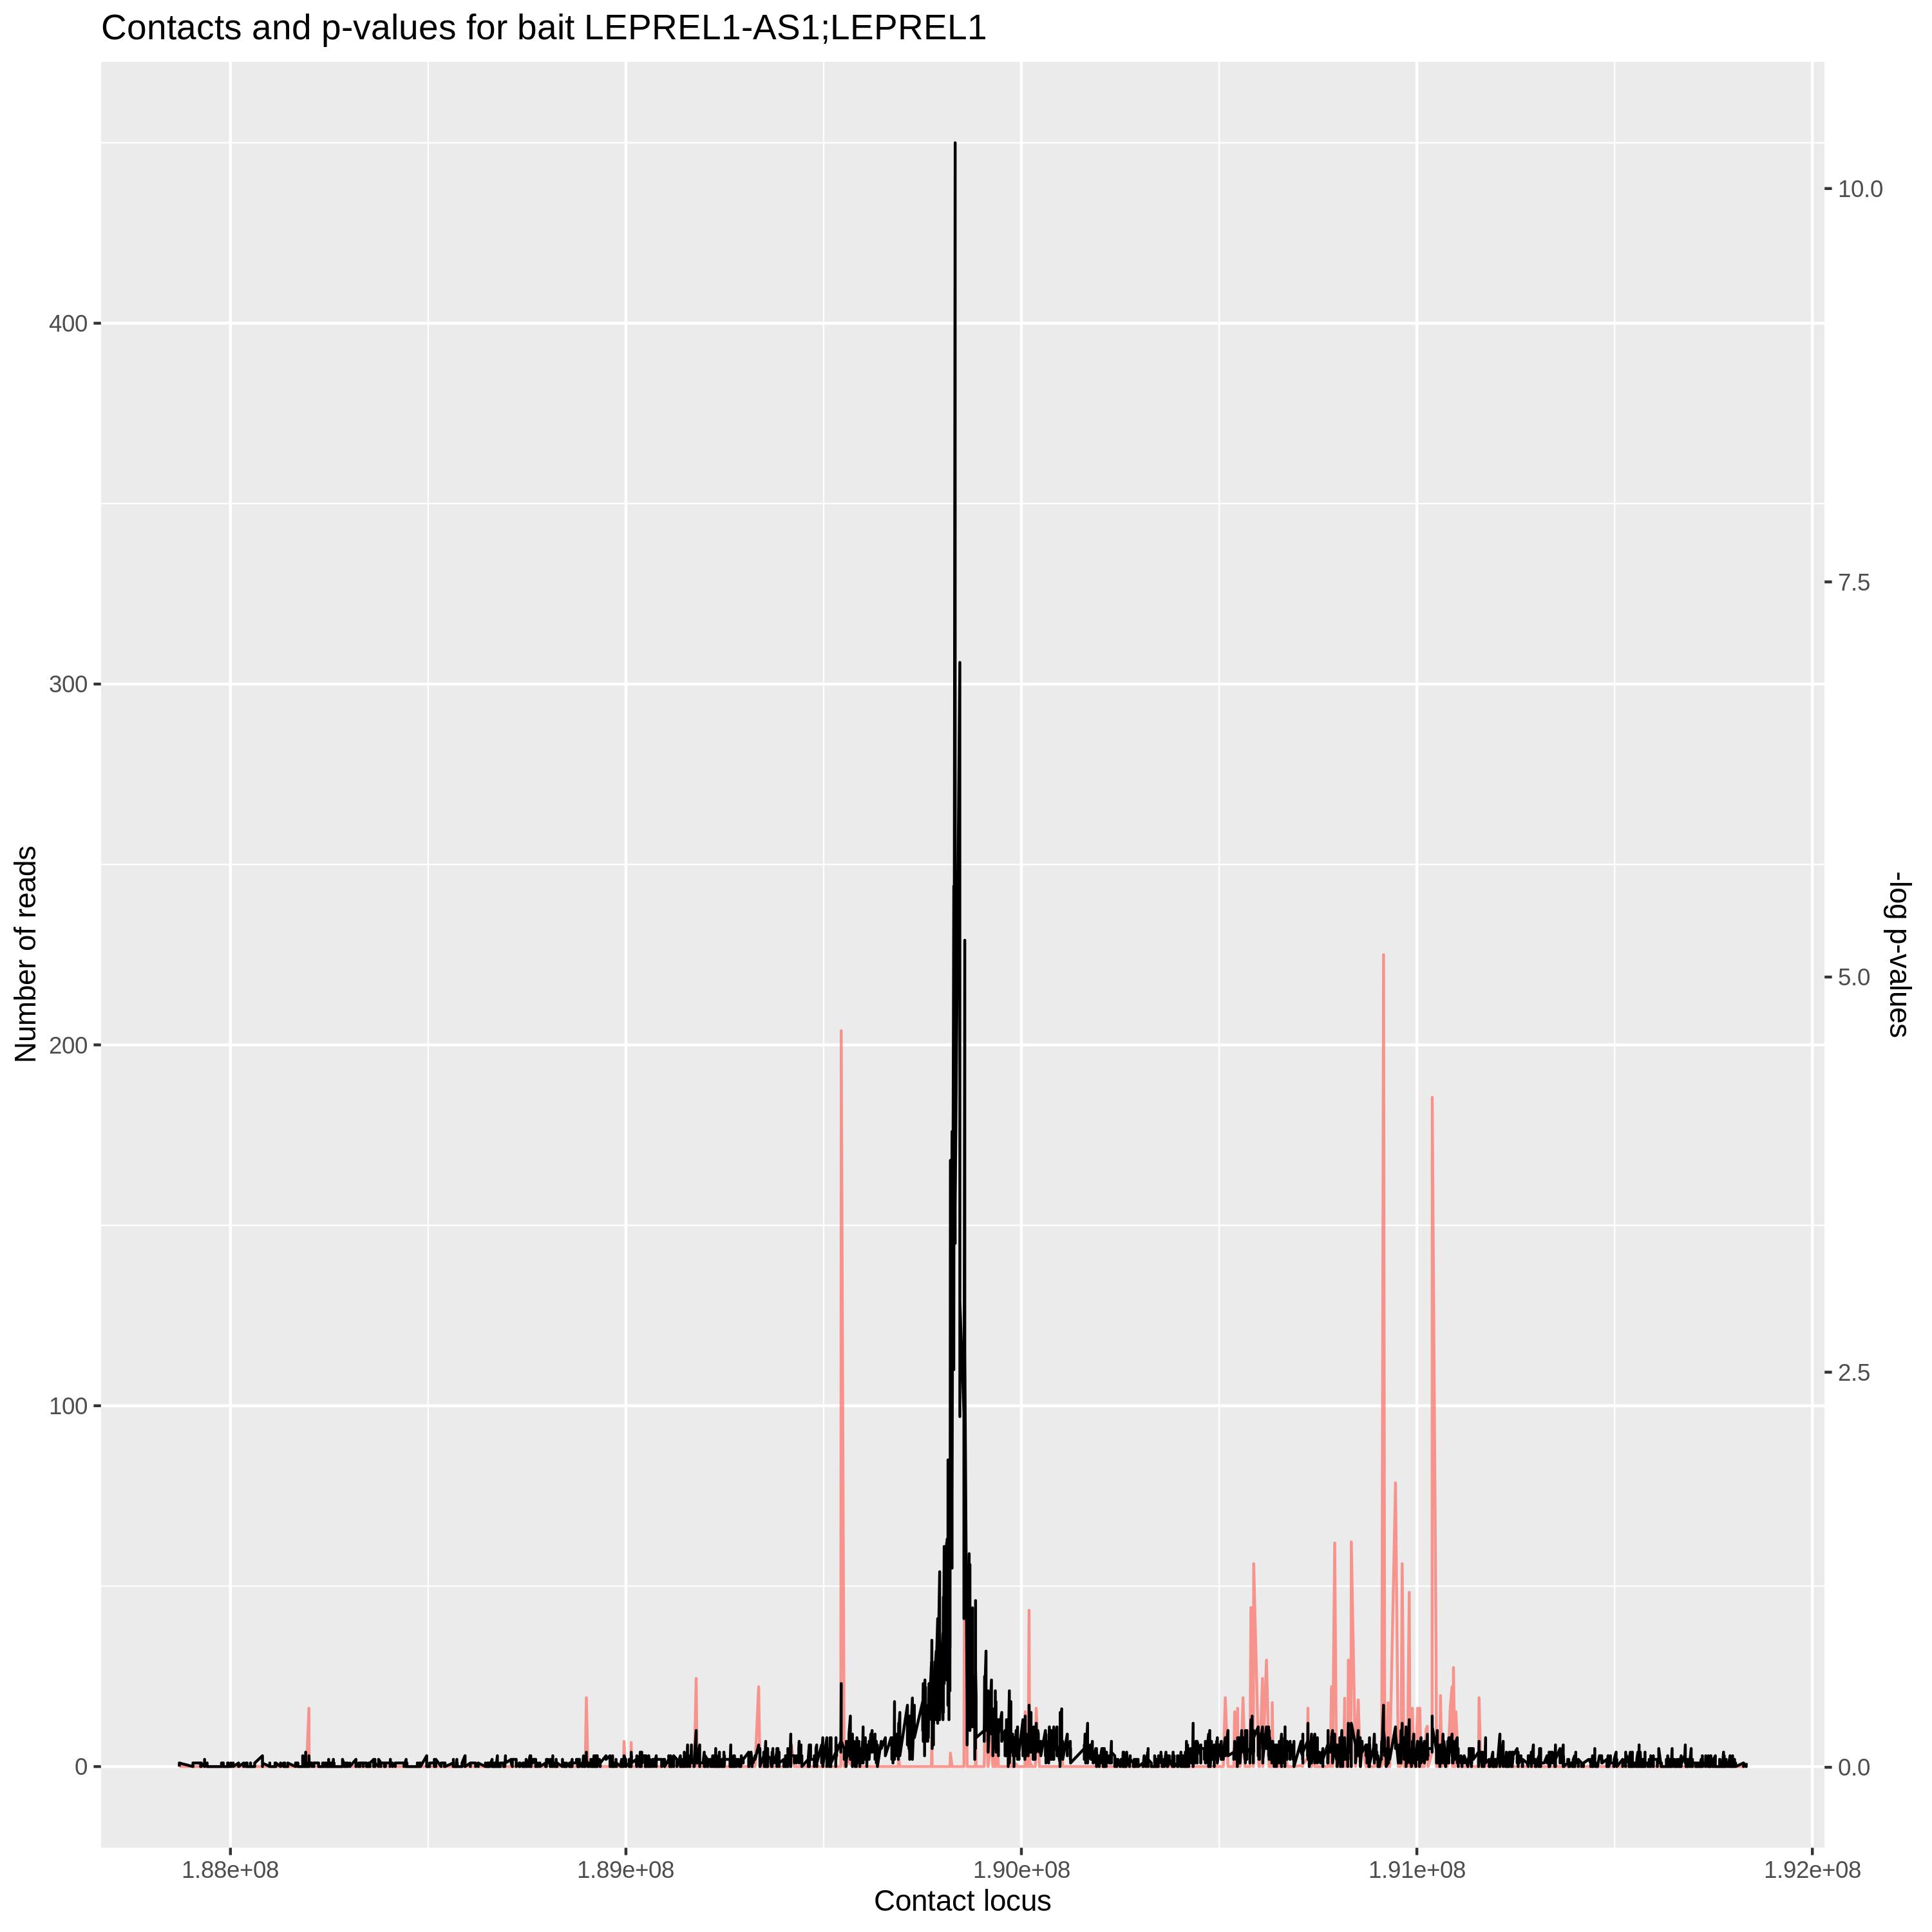 Contacts and p-values for bait LEPREL1-AS1;LEPREL1
Number of reads
400
300
200
100
0
10.0
7.5
5.0
2.5
0.0
-log p-values
1.88e+08 1.89e+08 1.90e+08 1.91e+08 1.92e+08
Contact locus